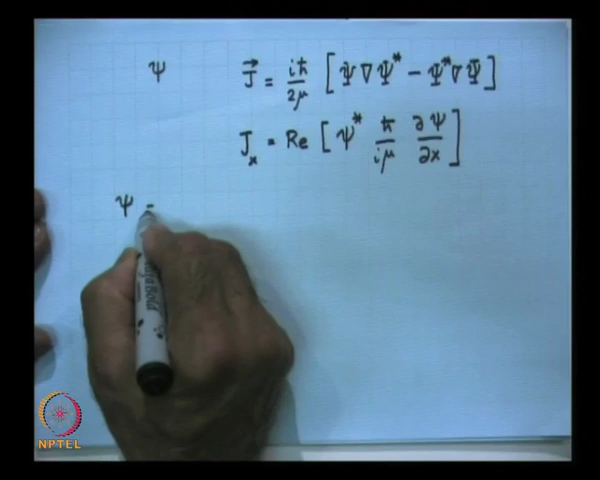 Ψ J⃗ = iħ/2μ [Ψ∇Ψ* − Ψ*∇Ψ]
Jₓ = Re [Ψ* ħ/iμ ∂Ψ/∂x]
Ψ =
NPTEL